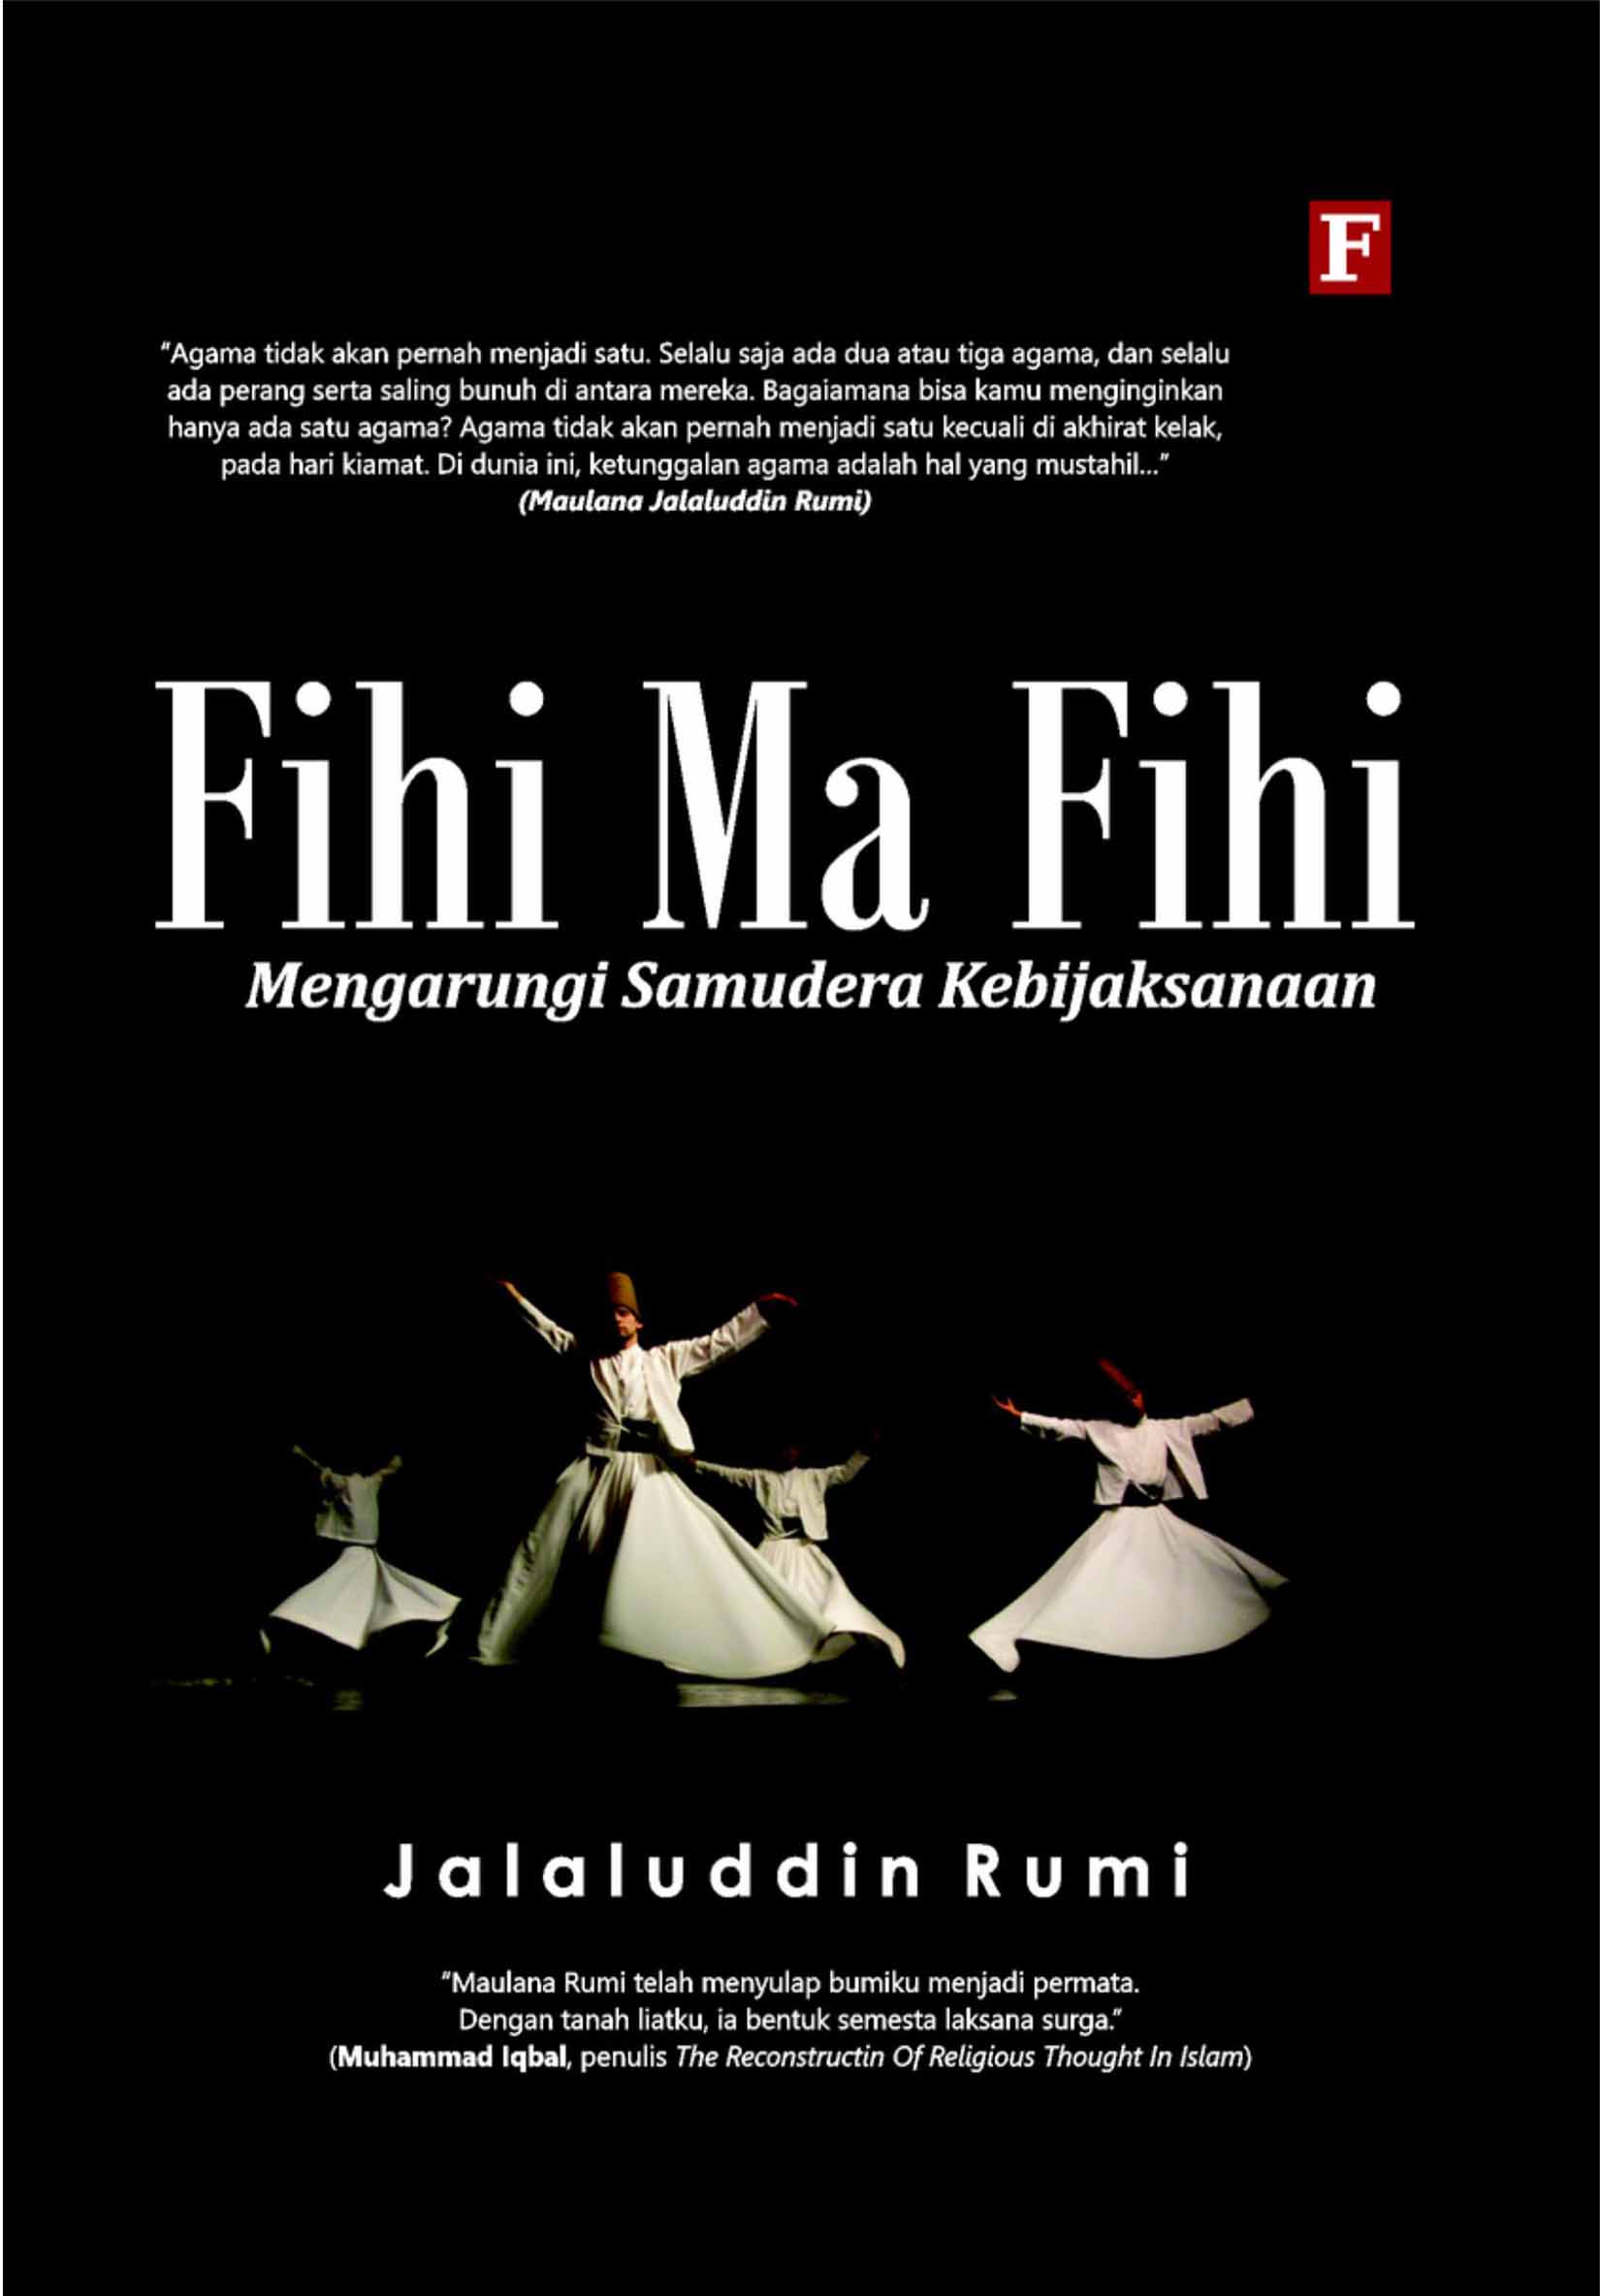 F
"Agama tidak akan pernah menjadi satu. Selalu saja ada dua atau tiga agama, dan selalu
ada perang serta saling bunuh di antara mereka. Bagaiamana bisa kamu menginginkan
hanya ada satu agama? Agama tidak akan pernah menjadi satu kecuali di akhirat kelak,
pada hari kiamat. Di dunia ini, ketunggalan agama adalah hal yang mustahil..."
(Maulana Jalaluddin Rumi)
Fihi Ma Fihi
Mengarungi Samudera Kebijaksanaan
Jalaluddin Rumi
"Maulana Rumi telah menyulap bumiku menjadi permata.
Dengan tanah liatku, ia bentuk semesta laksana surga."
(Muhammad Iqbal, penulis The Reconstructin Of Religious Thought In Islam)